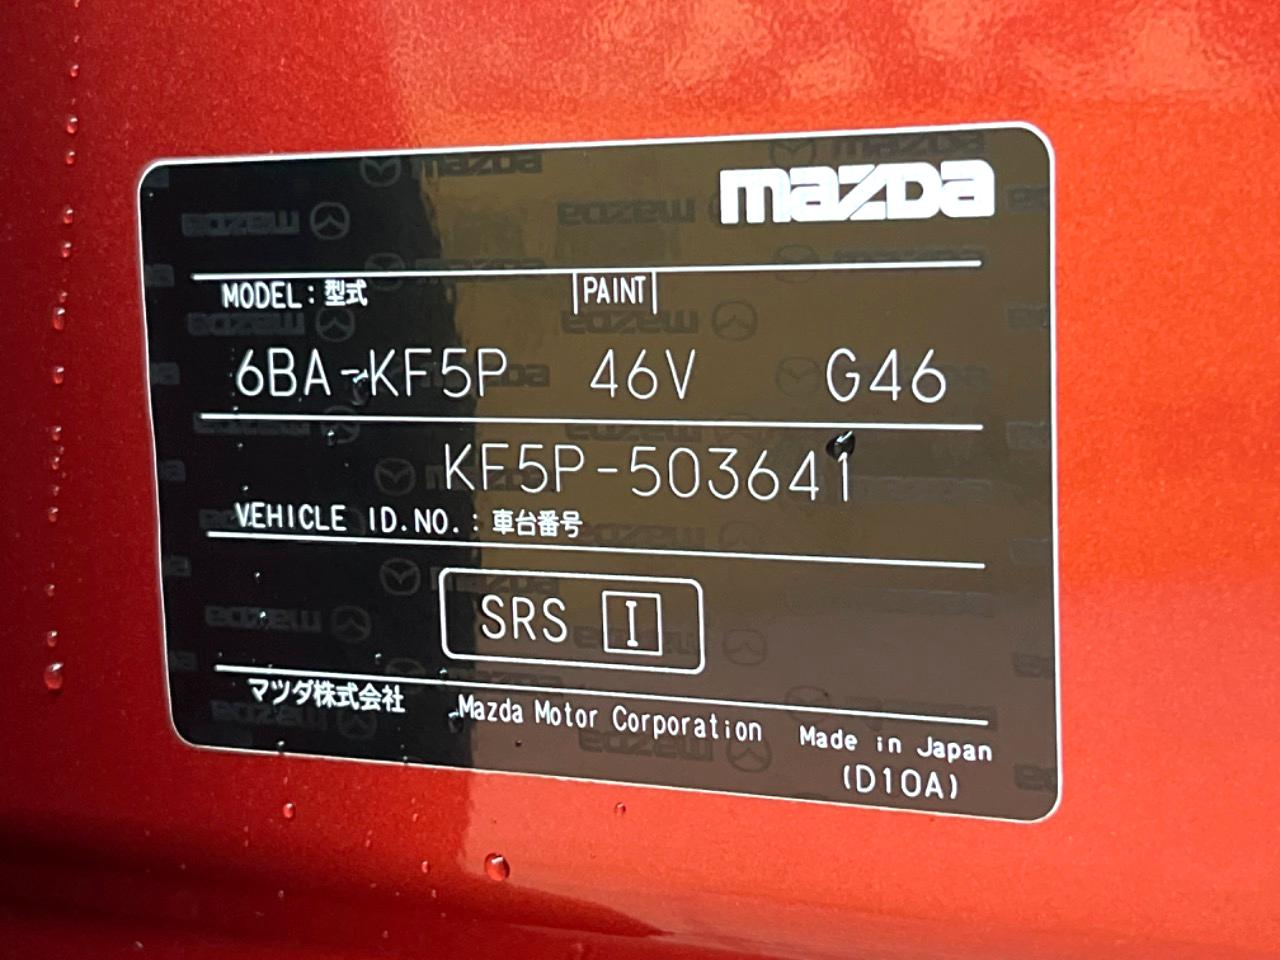 mazda
MODEL：型式 PAINT
6BA-KF5P 46V G46
KF5P-503641
VEHICLE ID.NO.：車台番号
SRS I
マツダ株式会社 Mazda Motor Corporation Made in Japan
(D10A)